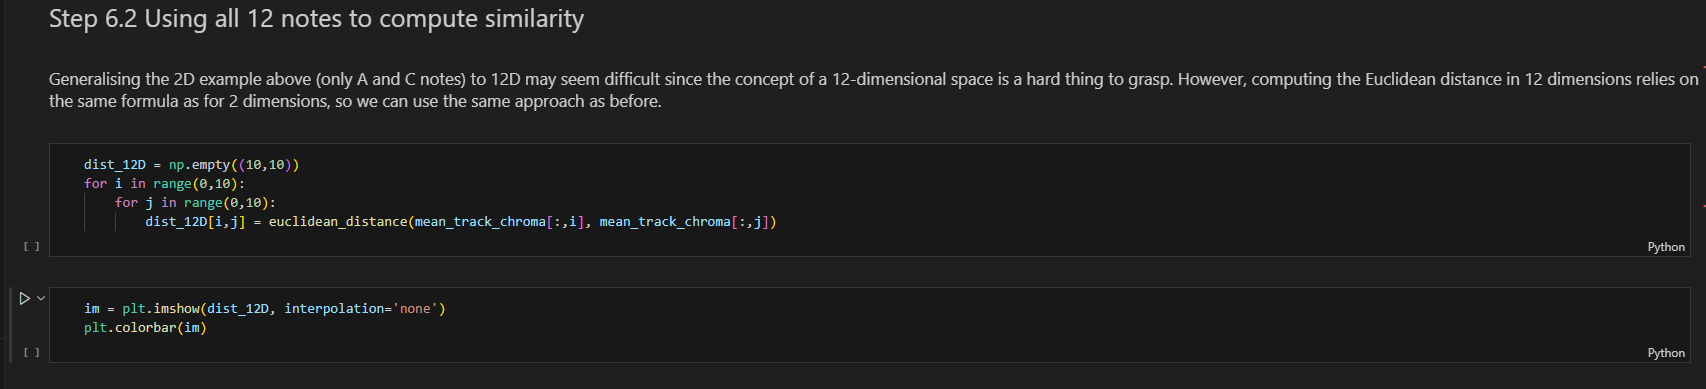 Step 6.2 Using all 12 notes to compute similarity
Generalising the 2D example above (only A and C notes) to 12D may seem difficult since the concept of a 12-dimensional space is a hard thing to grasp. However, computing the Euclidean distance in 12 dimensions relies on
the same formula as for 2 dimensions, so we can use the same approach as before.
dist_12D = np.empty((10,10))
for i in range(0,10):
    for j in range(0,10):
        dist_12D[i,j] = euclidean_distance(mean_track_chroma[:,i], mean_track_chroma[:,j])
[ ]
Python
im = plt.imshow(dist_12D, interpolation='none')
plt.colorbar(im)
[ ]
Python